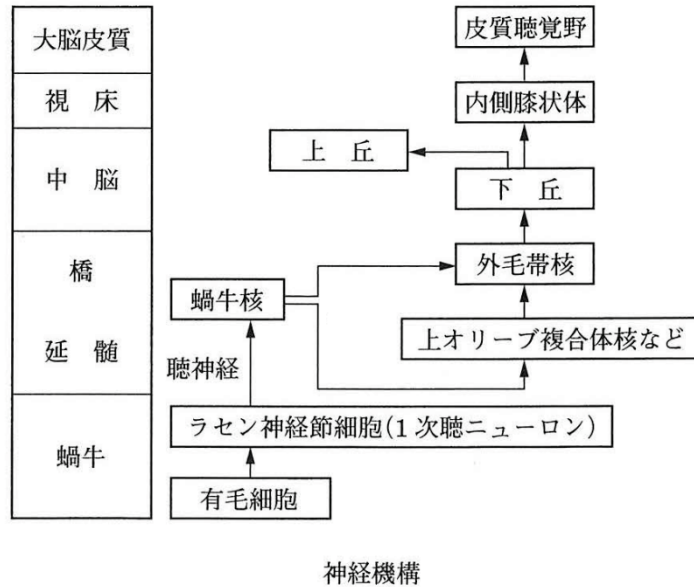 大脳皮質
視床
中脳
橋
延髄
蝸牛
皮質聴覚野
内側膝状体
上丘
下丘
外毛帯核
蝸牛核
上オリーブ複合体核など
聴神経
ラセン神経節細胞(1次聴ニューロン)
有毛細胞
神経機構